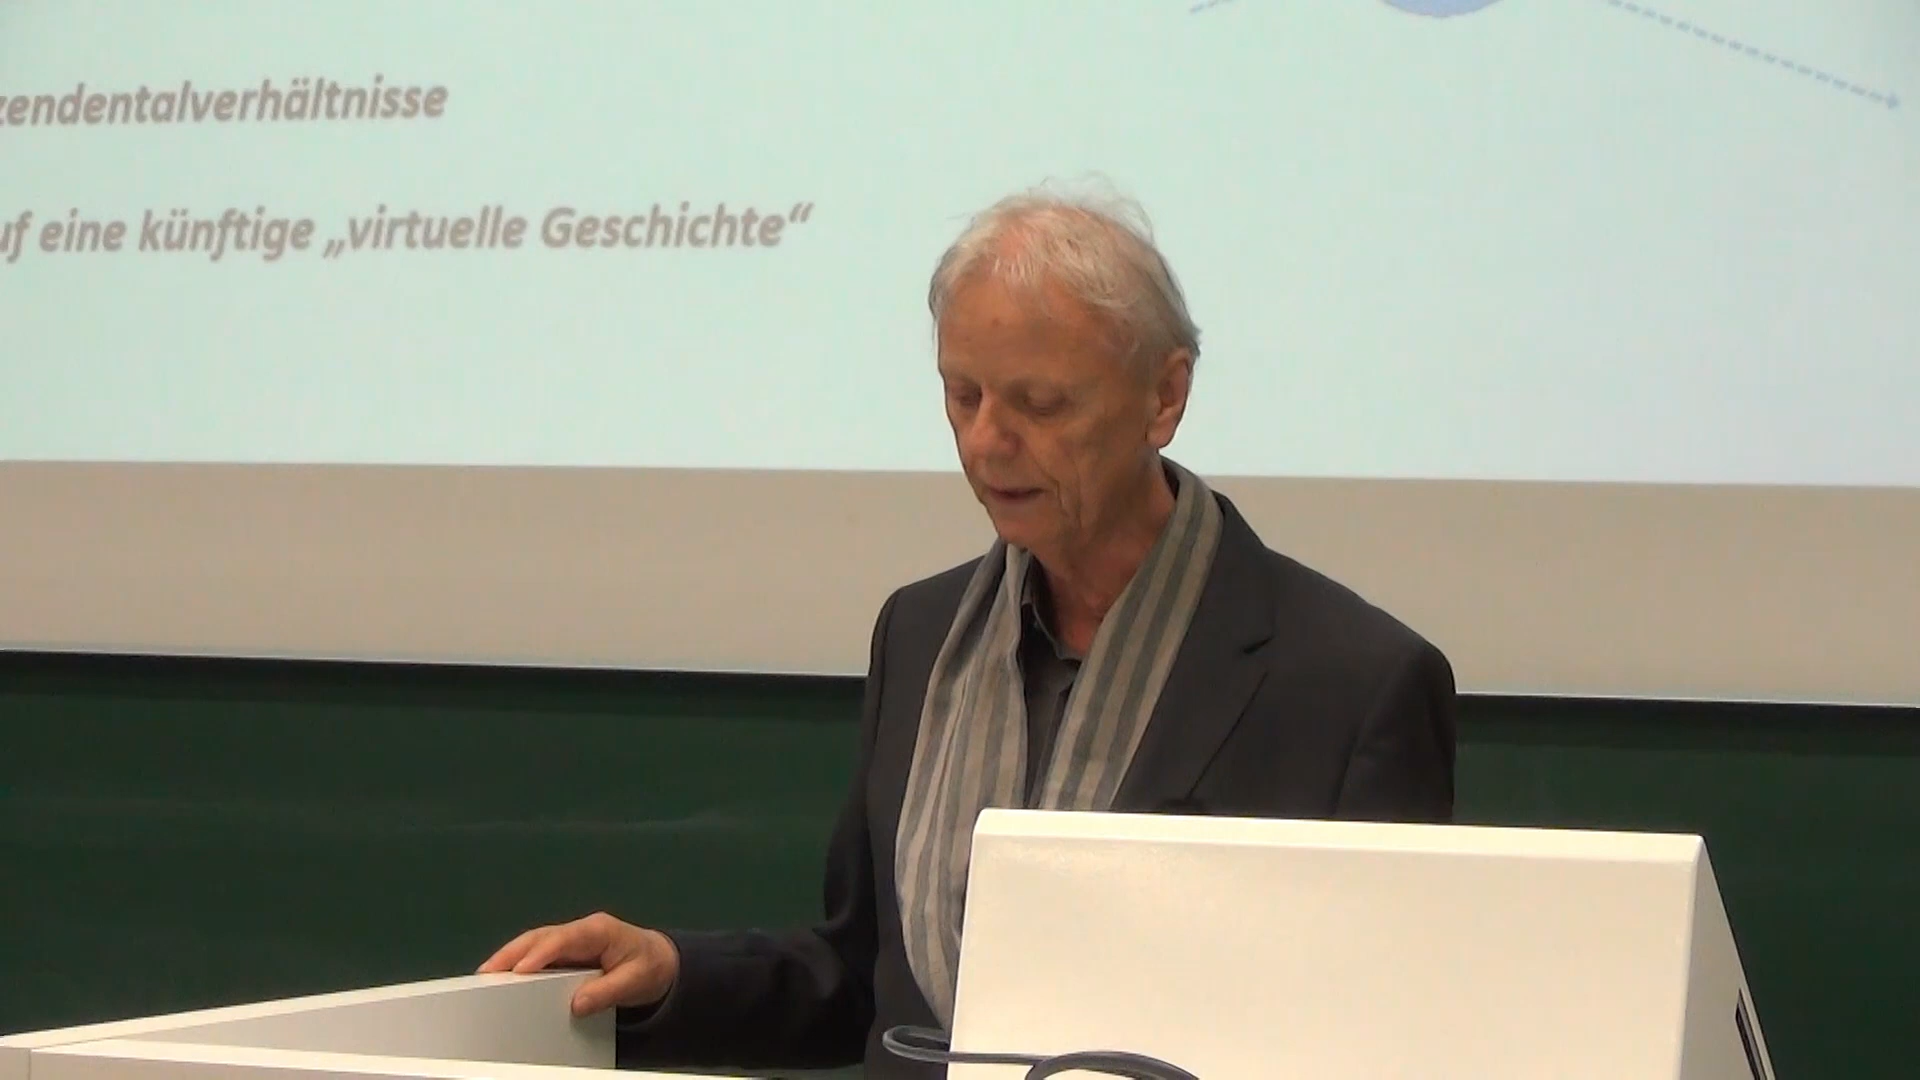 zendentalverhältnisse
uf eine künftige „virtuelle Geschichte“